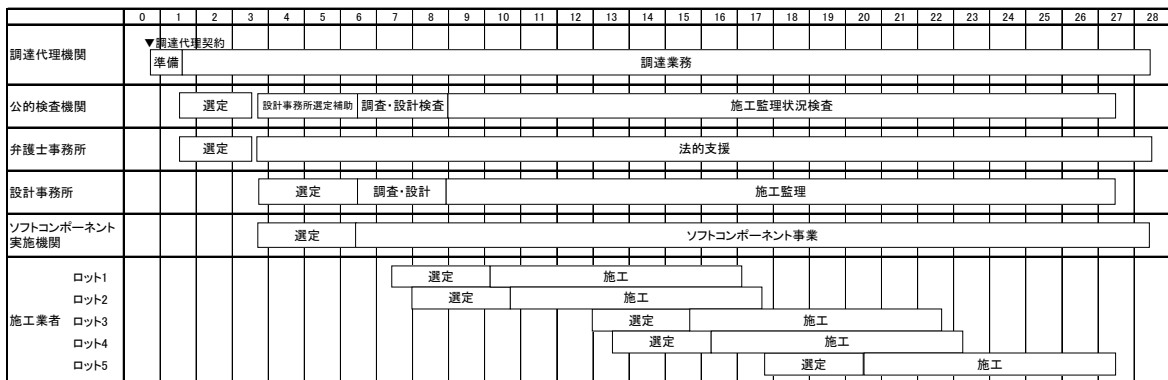 0 1 2 3 4 5 6 7 8 9 10 11 12 13 14 15 16 17 18 19 20 21 22 23 24 25 26 27 28
▼調達代理契約
調達代理機関 準備 調達業務
公的検査機関 選定 設計事務所選定補助 調査・設計検査 施工監理状況検査
弁護士事務所 選定 法的支援
設計事務所 選定 調査・設計 施工監理
ソフトコンポーネント
実施機関 選定 ソフトコンポーネント事業
ロット1 選定 施工
ロット2 選定 施工
施工業者 ロット3 選定 施工
ロット4 選定 施工
ロット5 選定 施工